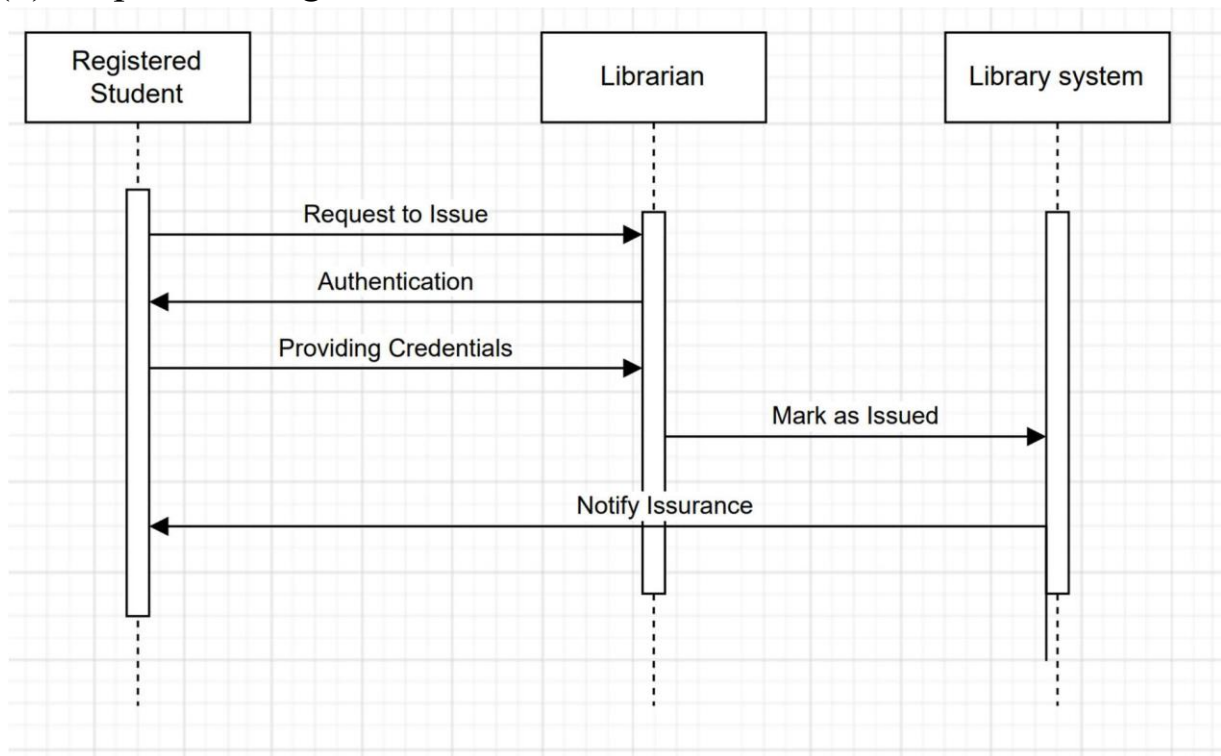 Registered
Student
Librarian
Library system
Request to Issue
Authentication
Providing Credentials
Mark as Issued
Notify Issurance